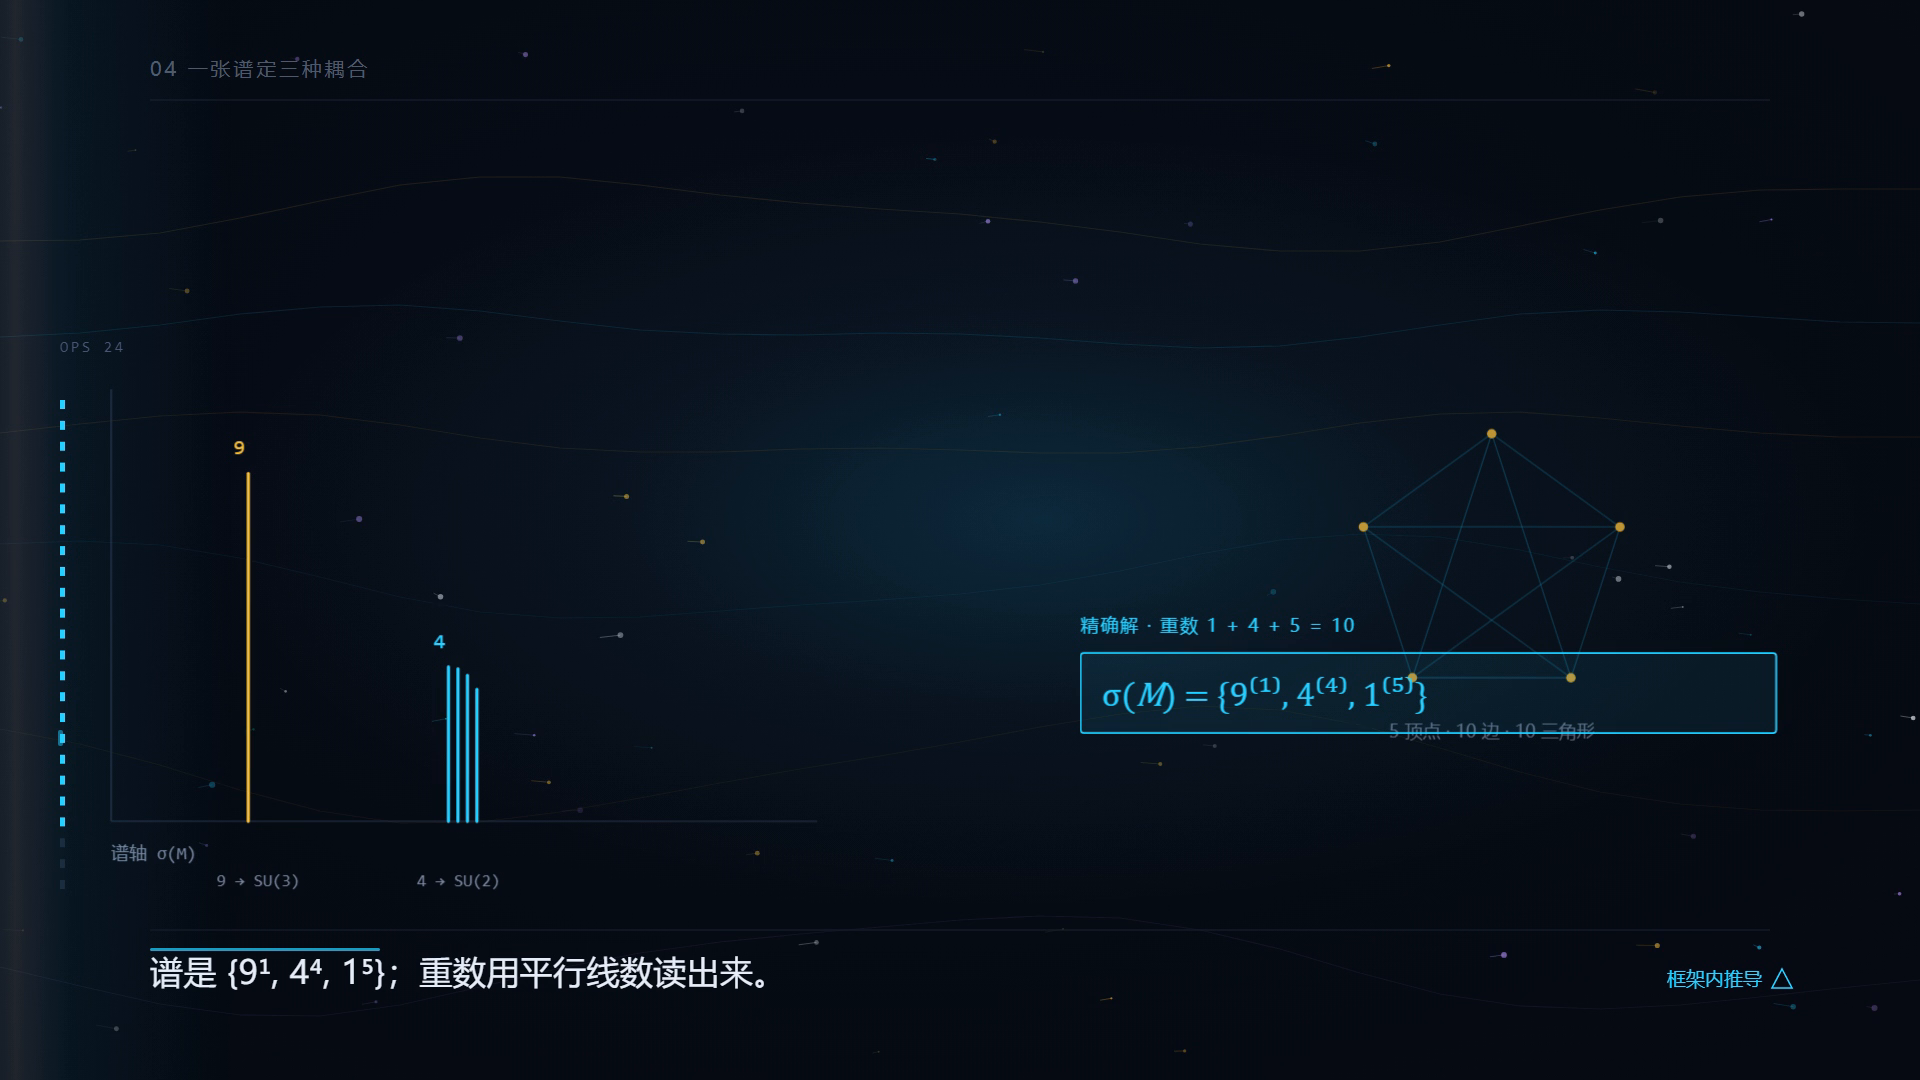 04 一张谱定三种耦合
OPS 24
9
4
精确解 · 重数 1 + 4 + 5 = 10
σ(M) = {9⁽¹⁾, 4⁽⁴⁾, 1⁽⁵⁾}
5 顶点 · 10 边 · 10 三角形
谱轴 σ(M)
9 → SU(3)
4 → SU(2)
谱是 {9¹, 4⁴, 1⁵}；重数用平行线数读出来。
框架内推导 △